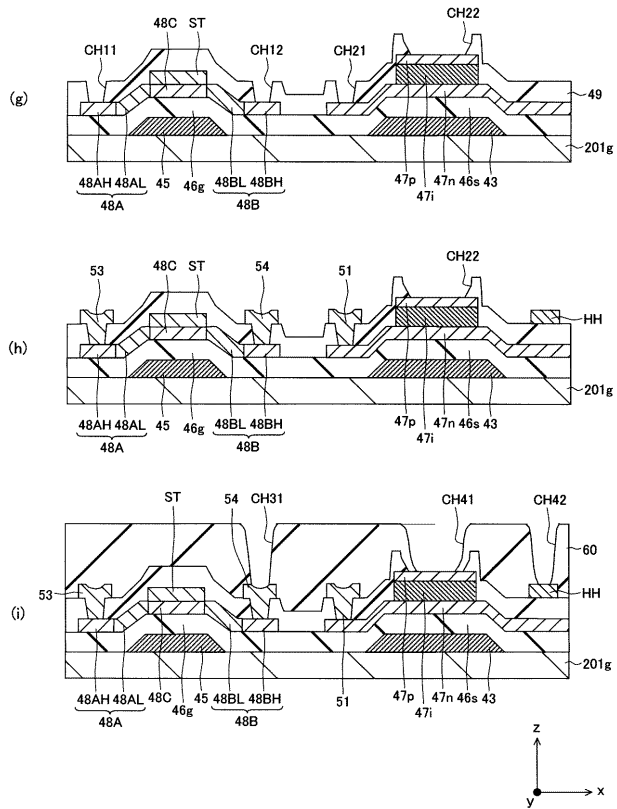 48C ST
CH11 CH12 CH21 CH22
(g)
49
201g
48AH 48AL 45 46g 48BL 48BH 47p 47i 47n 46s 43
48A 48B
53 48C ST 54 51 CH22
HH
(h)
201g
48AH 48AL 45 46g 48BL 48BH 47p 47i 47n 46s 43
48A 48B
ST 54 CH31 CH41 CH42
60
53
HH
(i)
201g
48AH 48AL 48C 46g 45 48BL 48BH 51 47p 47i 47n 46s 43
48A 48B
z
y x